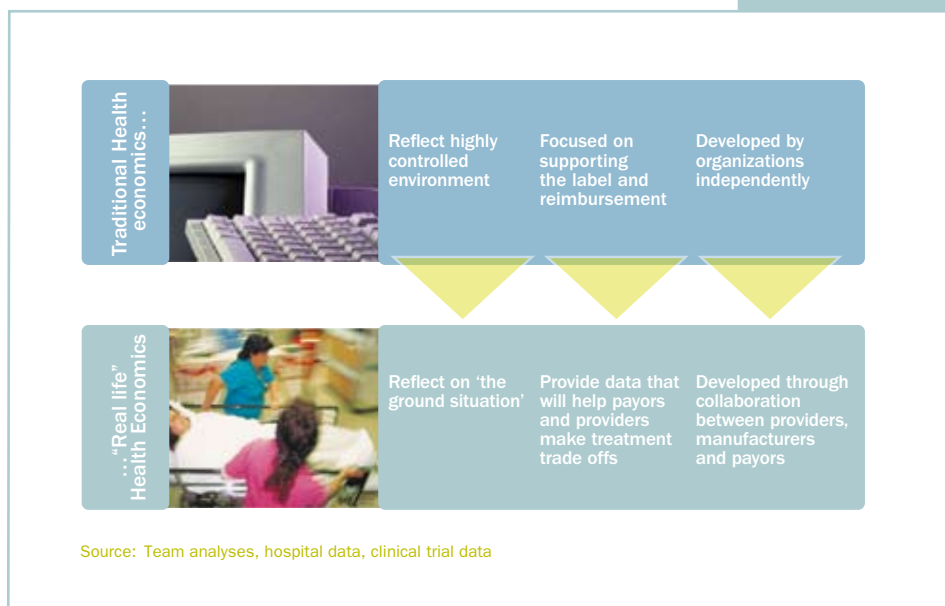 Traditional Health
economics…
Reflect highly
controlled
environment
Focused on
supporting
the label and
reimbursement
Developed by
organizations
independently
…“Real life”
Health Economics
Reflect on ‘the
ground situation’
Provide data that
will help payors
and providers
make treatment
trade offs
Developed through
collaboration
between providers,
manufacturers
and payors
Source: Team analyses, hospital data, clinical trial data